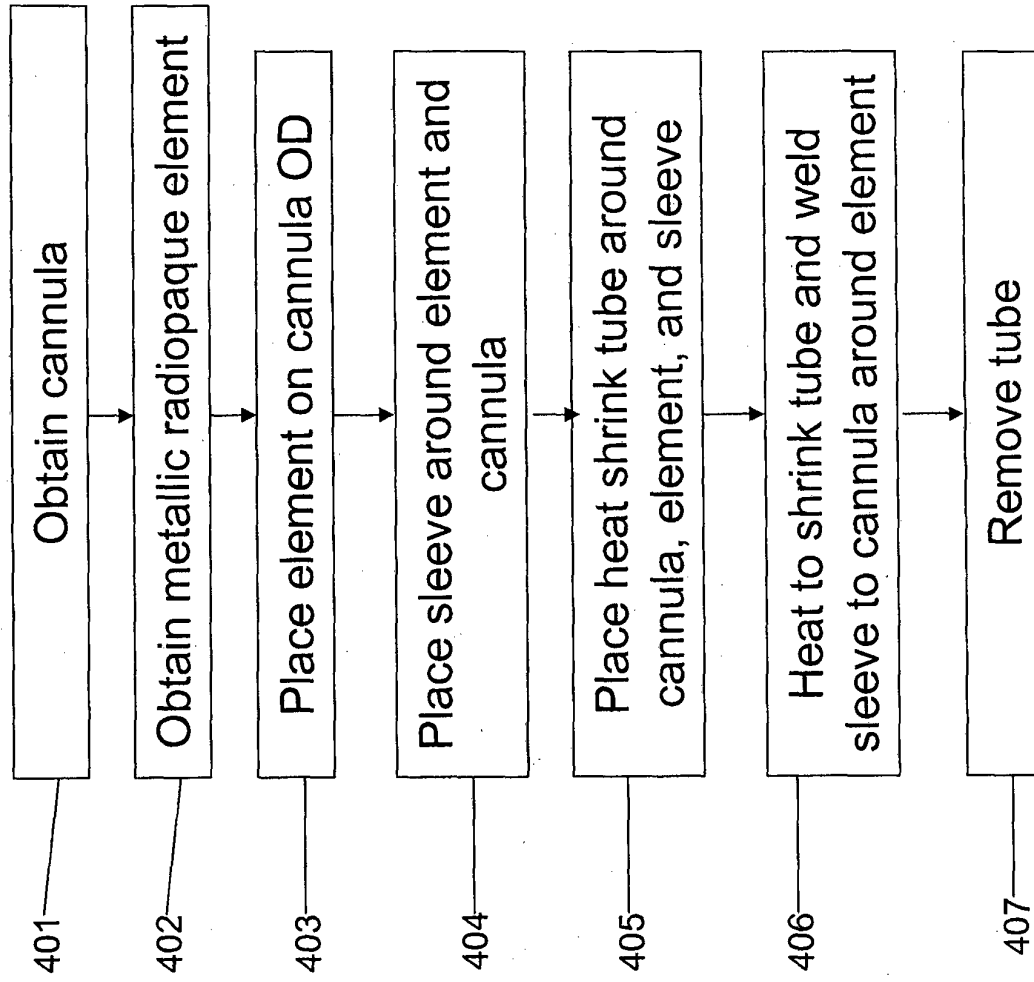 401
Obtain cannula
402
Obtain metallic radiopaque element
403
Place element on cannula OD
404
Place sleeve around element and
cannula
405
Place heat shrink tube around
cannula, element, and sleeve
406
Heat to shrink tube and weld
sleeve to cannula around element
407
Remove tube